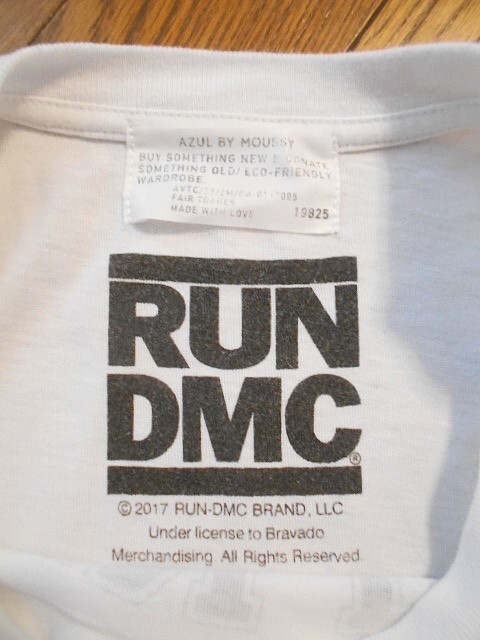 AZUL BY MOUSSY
BUY SOMETHING NEW & DONATE
SOMETHING OLD/ ECO-FRIENDLY
WARDROBE.
FAIR TRADES
MADE WITH LOVE 19825
RUN
DMC®
© 2017 RUN-DMC BRAND, LLC
Under license to Bravado
Merchandising. All Rights Reserved.